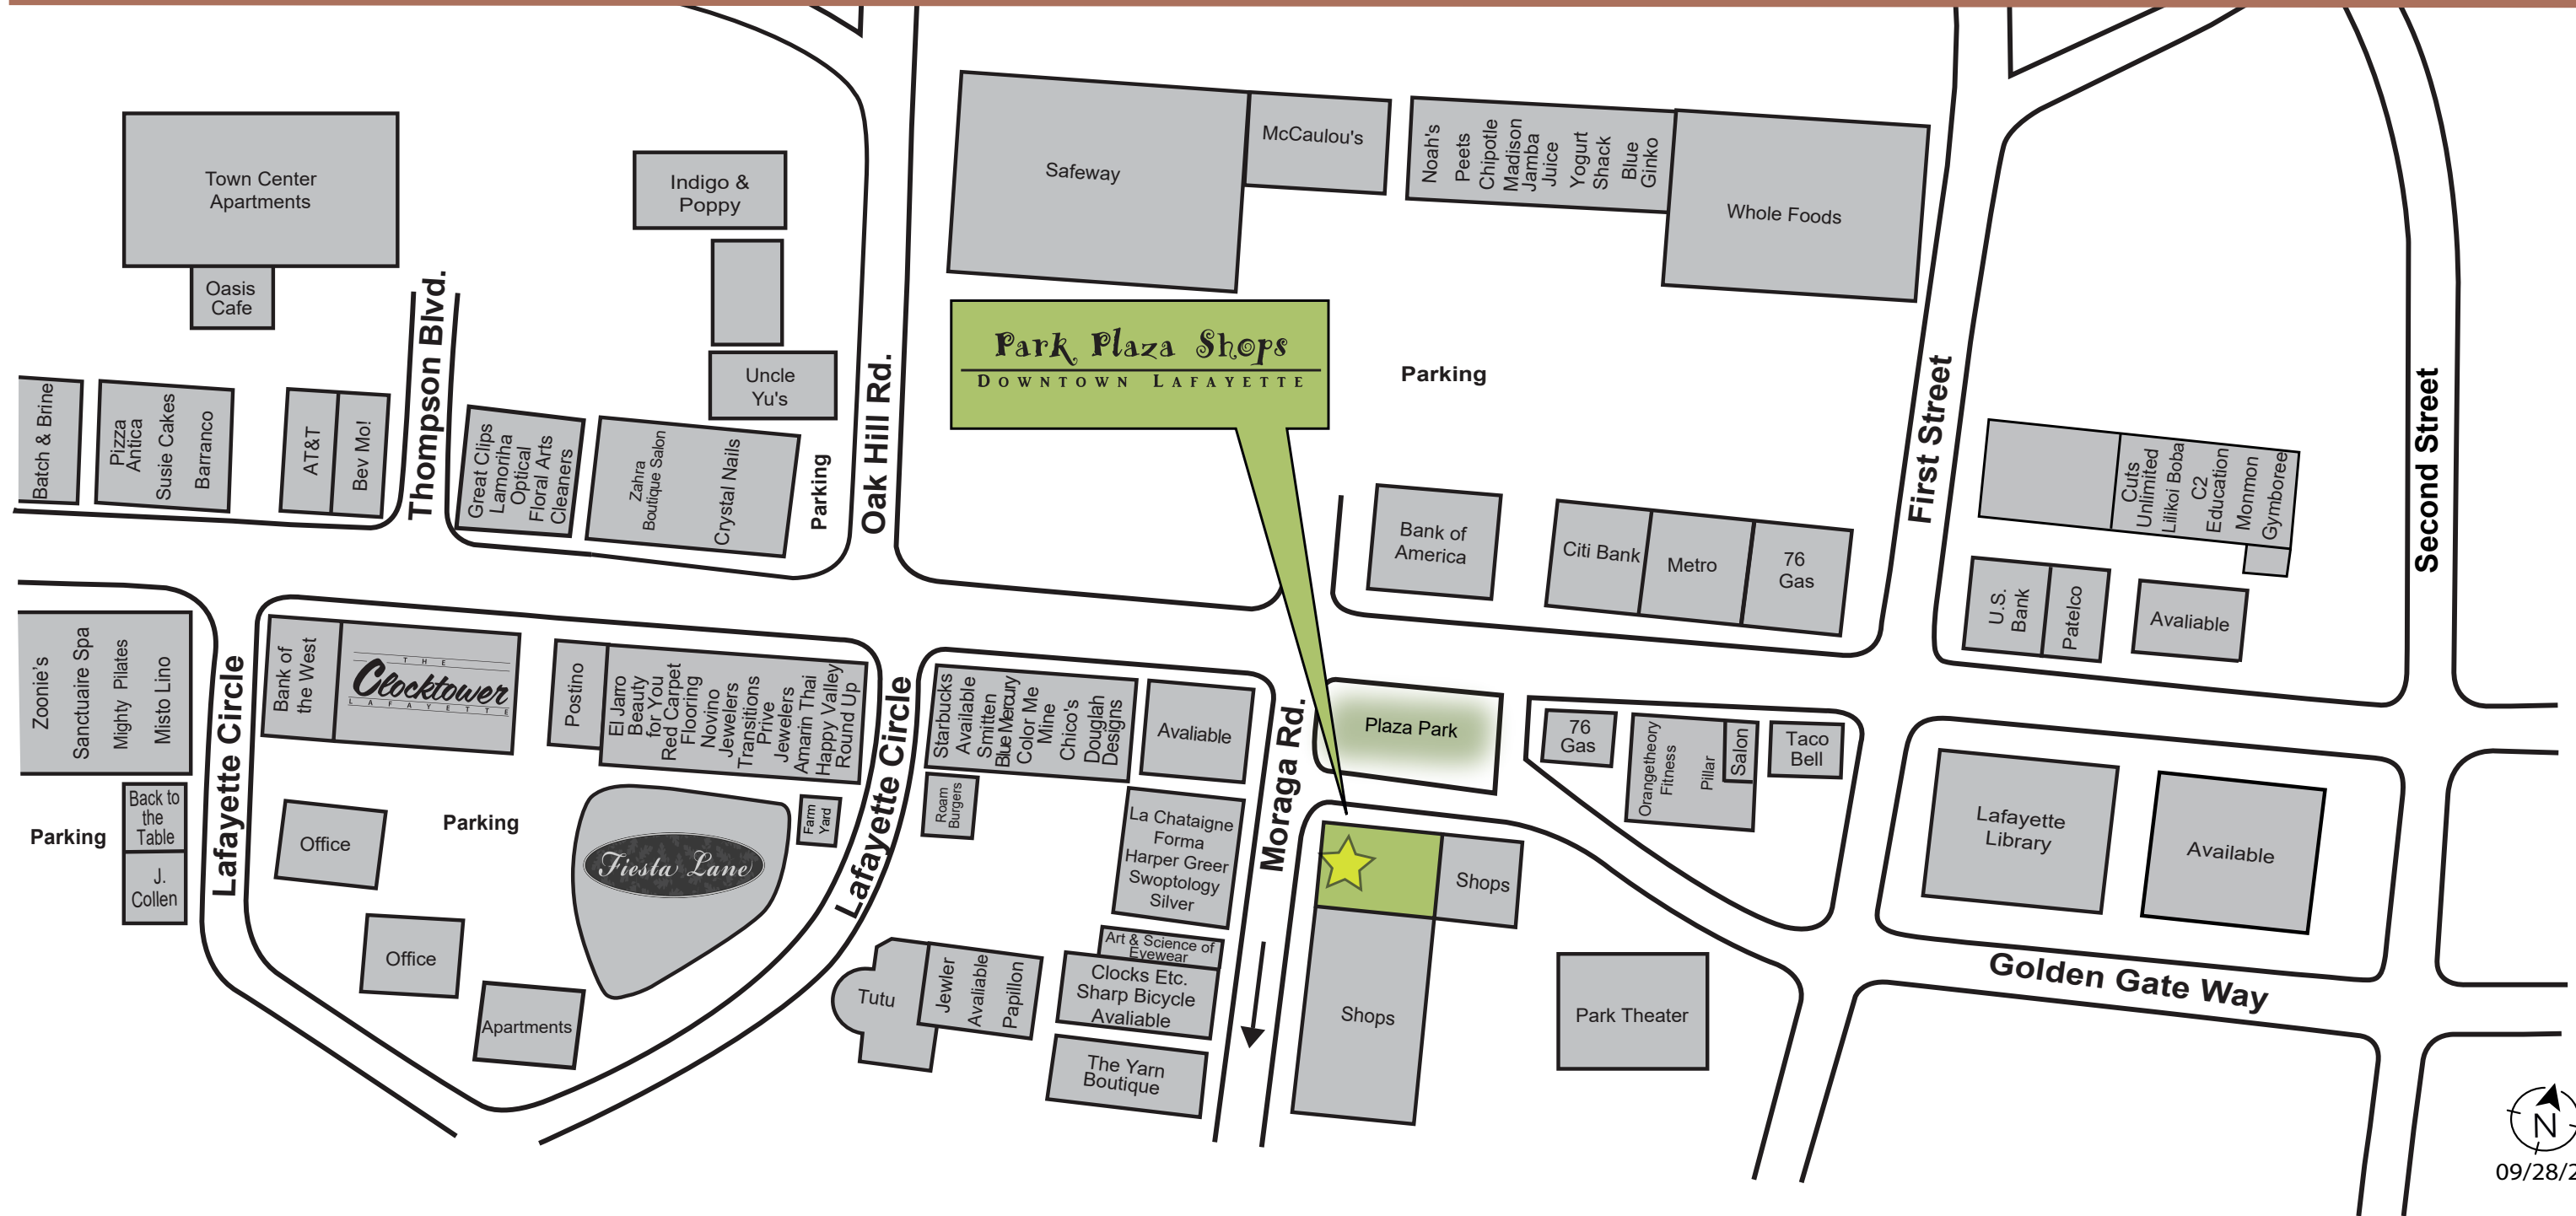 Town Center
Apartments
Oasis
Cafe
Indigo &
Poppy
Uncle
Yu's
Safeway
McCaulou's
Noah's
Peets
Chipotle
Madison
Jamba
Juice
Yogurt
Shack
Blue
Ginko
Whole Foods
Park Plaza Shops
DOWNTOWN LAFAYETTE
Parking
Batch & Brine
Pizza
Antica
Susie Cakes
Barranco
AT&T
Bev Mo!
Thompson Blvd.
Great Clips
Lamoriha
Optical
Floral Arts
Cleaners
Zahra
Boutique Salon
Crystal Nails
Parking
Oak Hill Rd.
Bank of
America
Citi Bank
Metro
76
Gas
First Street
Cuts
Unlimited
Lilikoi Boba
C2
Education
Monmon
Gymboree
U.S.
Bank
Patelco
Avaliable
Second Street
Zoonie's
Sanctuaire Spa
Mighty Pilates
Misto Lino
Parking
Back to
the
Table
J.
Collen
Lafayette Circle
Bank of
the West
THE
Clocktower
LAFAYETTE
Postino
El Jarro
Beauty
for You
Red Carpet
Flooring
Novino
Jewelers
Transitions
Prive
Jewelers
Amarin Thai
Happy Valley
Round Up
Office
Parking
Fiesta Lane
Farm
Yard
Office
Apartments
Lafayette Circle
Starbucks
Available
Smitten
Blue Mercury
Color Me
Mine
Chico's
Douglah
Designs
Avaliable
Roam
Burgers
La Chataigne
Forma
Harper Greer
Swoptology
Silver
Art & Science of
Eyewear
Clocks Etc.
Sharp Bicycle
Avaliable
The Yarn
Boutique
Tutu
Jewler
Avaliable
Papillon
Moraga Rd.
Plaza Park
Shops
Shops
76
Gas
Orangetheory
Fitness
Pillar
Salon
Taco
Bell
Park Theater
Lafayette
Library
Available
Golden Gate Way
N
09/28/2